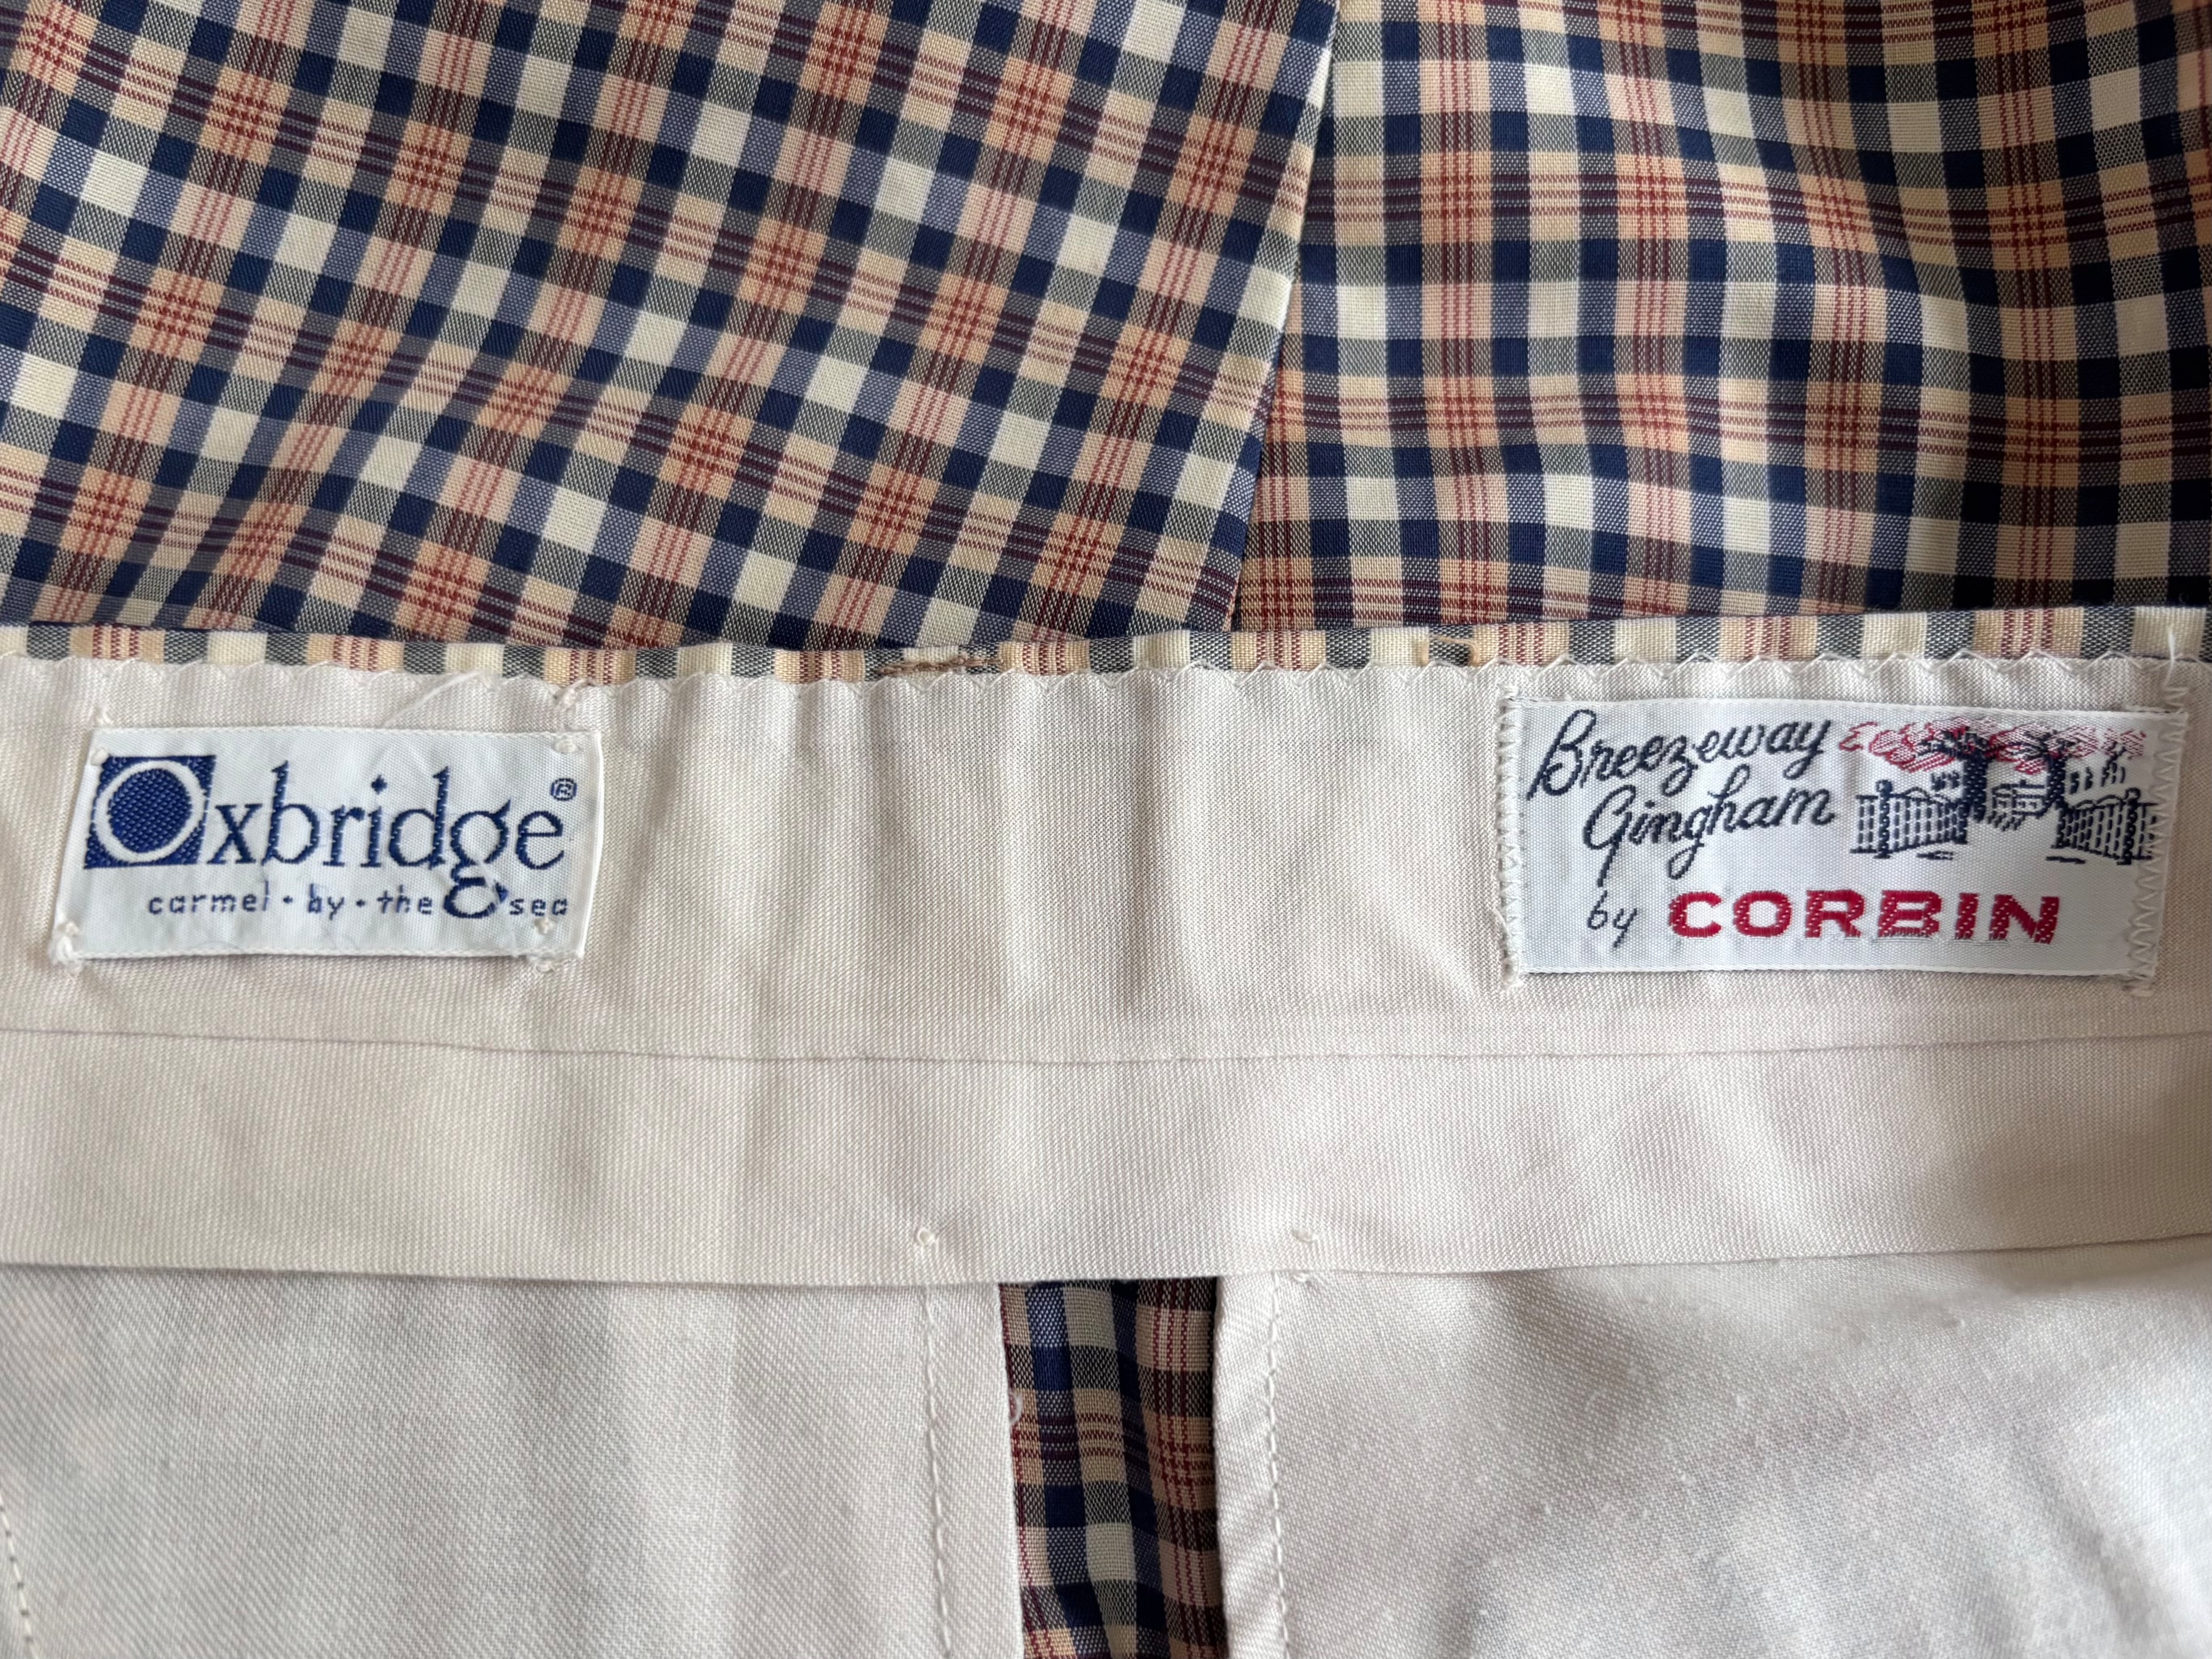 Oxbridge®
carmel • by • the sea
Breezeway
Gingham
by CORBIN